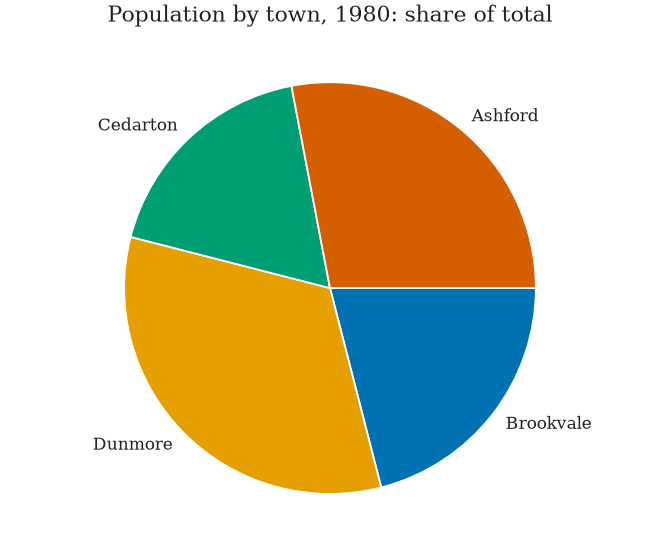 Population by town, 1980: share of total
Ashford
Cedarton
Brookvale
Dunmore